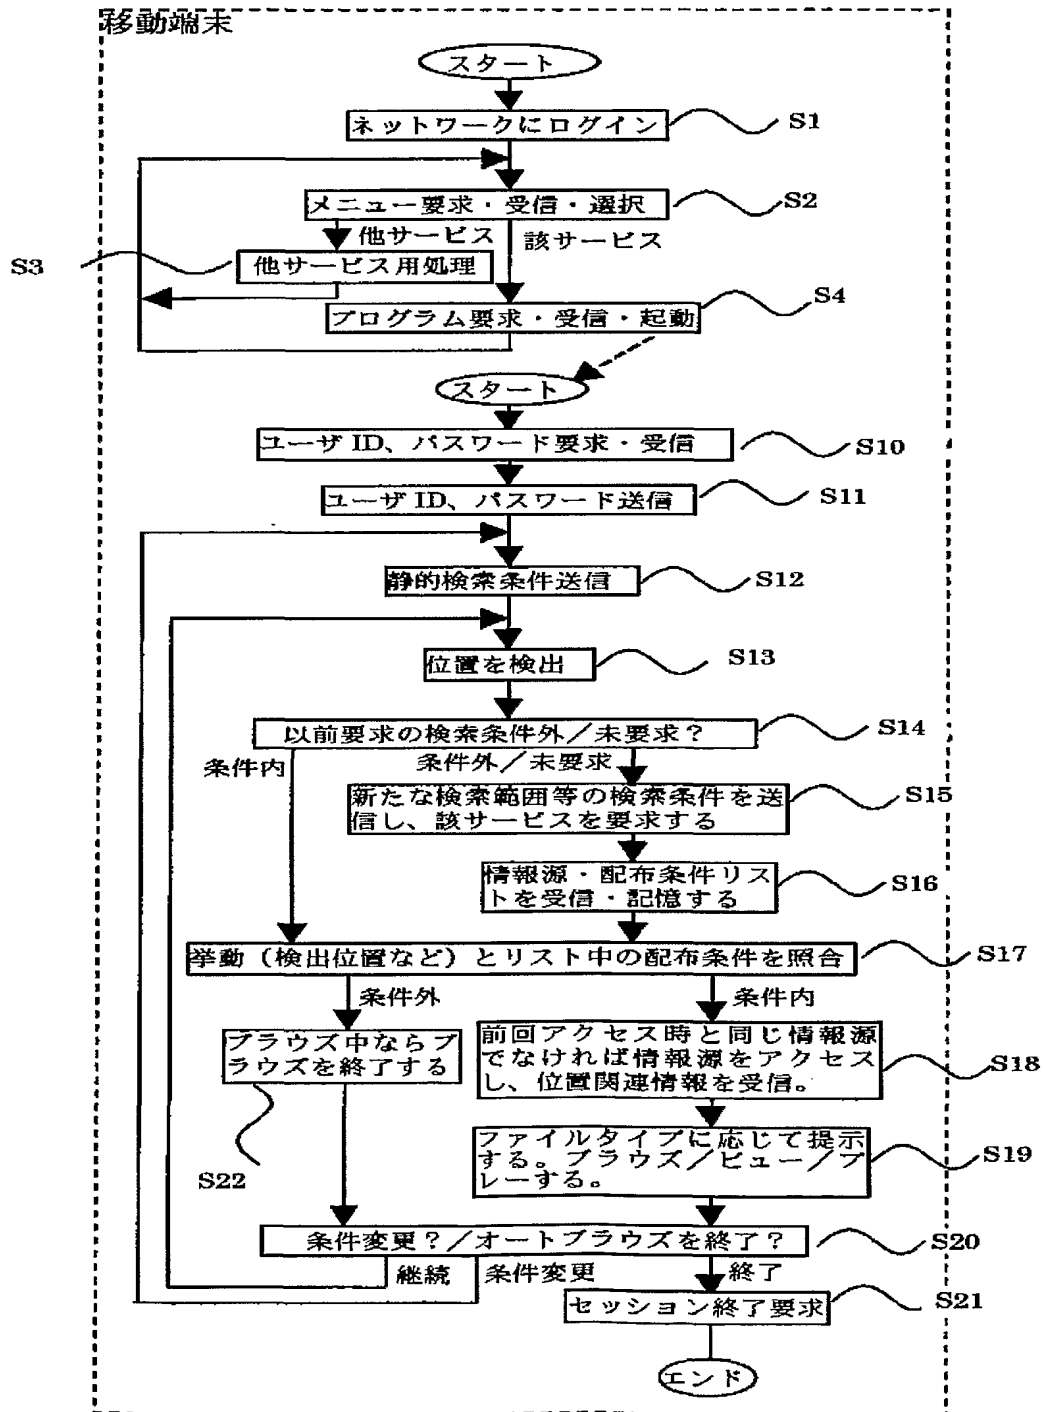 移動端末
スタート
ネットワークにログイン
S1
メニュー要求・受信・選択
S2
他サービス
該サービス
S3
他サービス用処理
S4
プログラム要求・受信・起動
スタート
ユーザID、パスワード要求・受信
S10
ユーザID、パスワード送信
S11
静的検索条件送信
S12
位置を検出
S13
以前要求の検索条件外／未要求？
S14
条件内
条件外／未要求
新たな検索範囲等の検索条件を送
信し、該サービスを要求する
S15
情報源・配布条件リス
トを受信・記憶する
S16
挙動（検出位置など）とリスト中の配布条件を照合
S17
条件外
条件内
ブラウズ中ならブ
ラウズを終了する
S22
前回アクセス時と同じ情報源
でなければ情報源をアクセス
し、位置関連情報を受信。
S18
ファイルタイプに応じて提示
する。ブラウズ／ビュー／プ
レーする。
S19
条件変更？／オートブラウズを終了？
S20
継続
条件変更
終了
セッション終了要求
S21
エンド